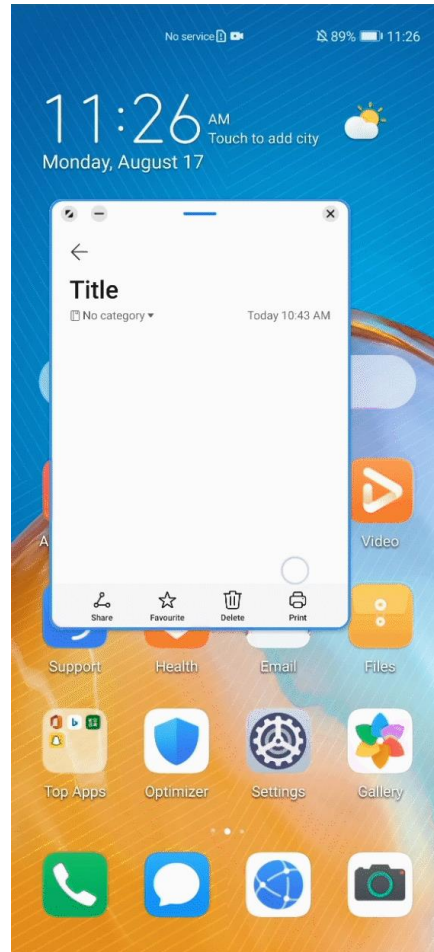 No service
89% 11:26
11:26 AM
Touch to add city
Monday, August 17
Title
No category
Today 10:43 AM
Share Favourite Delete Print
A
Video
Support Health Email Files
Top Apps Optimizer Settings Gallery